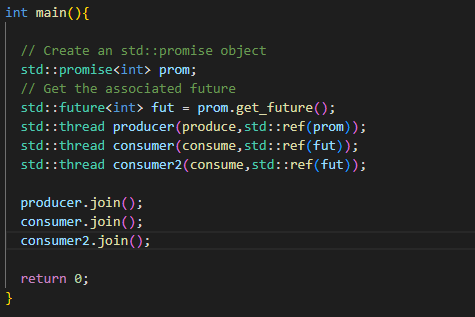 int main(){
// Create an std::promise object
std::promise<int> prom;
// Get the associated future
std::future<int> fut = prom.get_future();
std::thread producer(produce,std::ref(prom));
std::thread consumer(consume,std::ref(fut));
std::thread consumer2(consume,std::ref(fut));
producer.join();
consumer.join();
consumer2.join();
return 0;
}